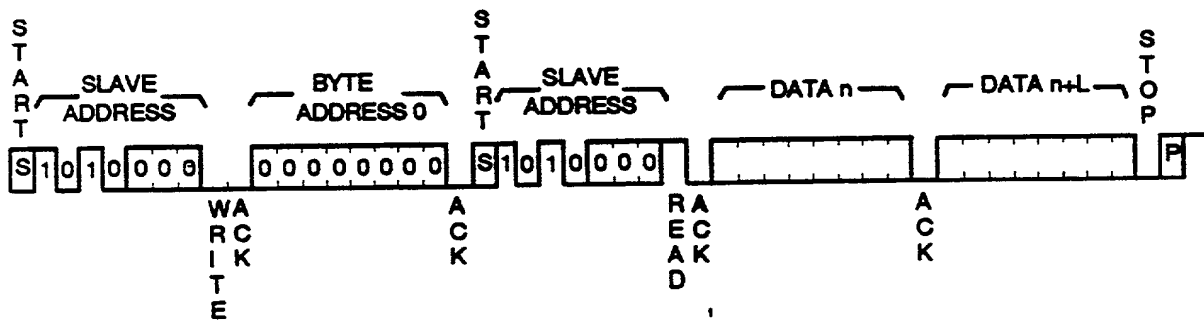 START
SLAVE
ADDRESS
BYTE
ADDRESS 0
START
SLAVE
ADDRESS
DATA n
DATA n+L
STOP
S 1 0 1 0 0 0 0
0 0 0 0 0 0 0 0
S 1 0 1 0 0 0 0
P
WRITE
ACK
ACK
READ
ACK
ACK